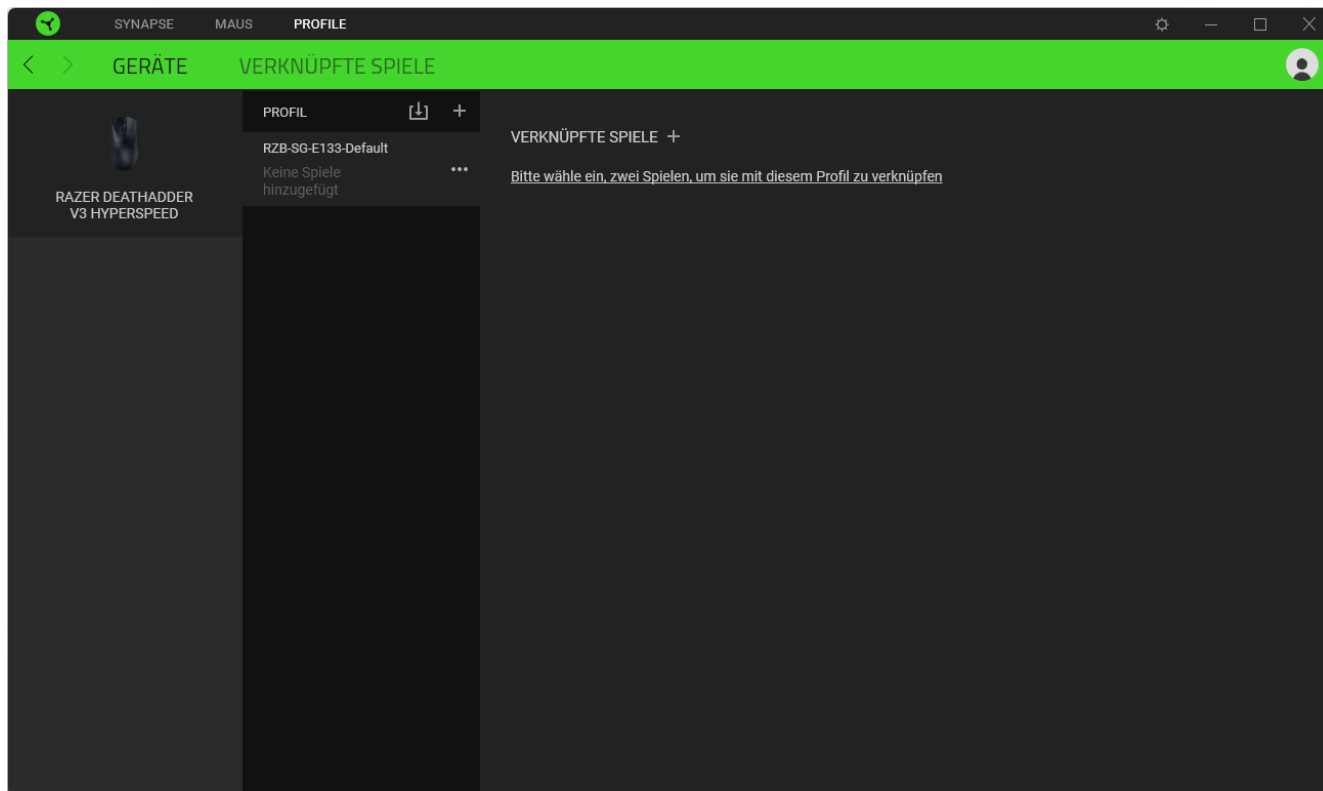 SYNAPSE MAUS PROFILE
GERÄTE VERKNÜPFTE SPIELE
RAZER DEATHADDER
V3 HYPERSPEED
PROFIL
RZB-SG-E133-Default
Keine Spiele
hinzugefügt
VERKNÜPFTE SPIELE
Bitte wähle ein, zwei Spielen, um sie mit diesem Profil zu verknüpfen